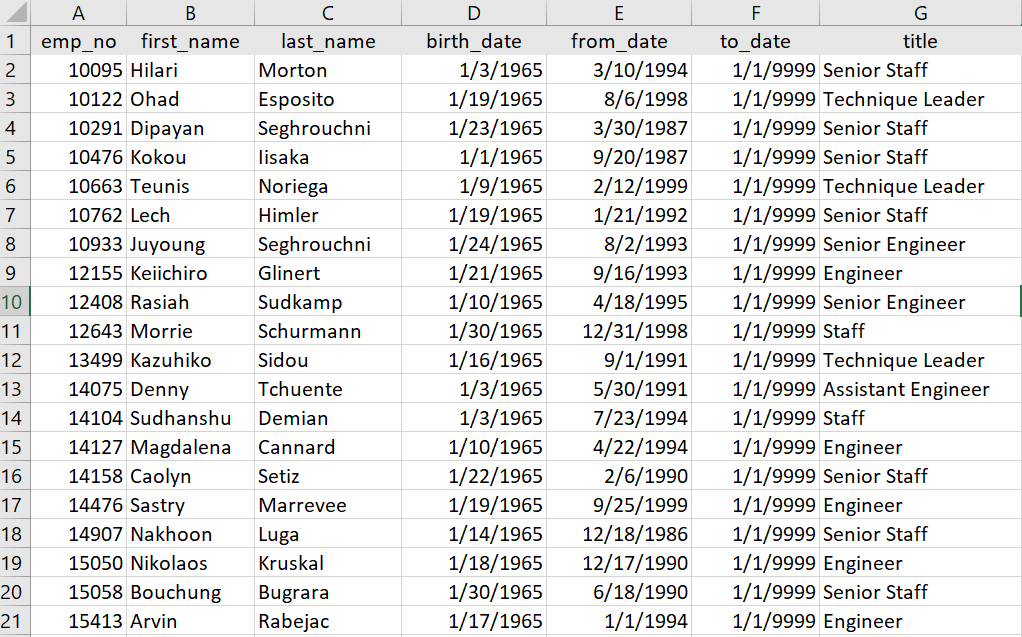 A B C D E F G
1 emp_no first_name last_name birth_date from_date to_date title
2 10095 Hilari Morton 1/3/1965 3/10/1994 1/1/9999 Senior Staff
3 10122 Ohad Esposito 1/19/1965 8/6/1998 1/1/9999 Technique Leader
4 10291 Dipayan Seghrouchni 1/23/1965 3/30/1987 1/1/9999 Senior Staff
5 10476 Kokou Iisaka 1/1/1965 9/20/1987 1/1/9999 Senior Staff
6 10663 Teunis Noriega 1/9/1965 2/12/1999 1/1/9999 Technique Leader
7 10762 Lech Himler 1/19/1965 1/21/1992 1/1/9999 Senior Staff
8 10933 Juyoung Seghrouchni 1/24/1965 8/2/1993 1/1/9999 Senior Engineer
9 12155 Keiichiro Glinert 1/21/1965 9/16/1993 1/1/9999 Engineer
10 12408 Rasiah Sudkamp 1/10/1965 4/18/1995 1/1/9999 Senior Engineer
11 12643 Morrie Schurmann 1/30/1965 12/31/1998 1/1/9999 Staff
12 13499 Kazuhiko Sidou 1/16/1965 9/1/1991 1/1/9999 Technique Leader
13 14075 Denny Tchuente 1/3/1965 5/30/1991 1/1/9999 Assistant Engineer
14 14104 Sudhanshu Demian 1/3/1965 7/23/1994 1/1/9999 Staff
15 14127 Magdalena Cannard 1/10/1965 4/22/1994 1/1/9999 Engineer
16 14158 Caolyn Setiz 1/22/1965 2/6/1990 1/1/9999 Senior Staff
17 14476 Sastry Marrevee 1/19/1965 9/25/1999 1/1/9999 Engineer
18 14907 Nakhoon Luga 1/14/1965 12/18/1986 1/1/9999 Senior Staff
19 15050 Nikolaos Kruskal 1/18/1965 12/17/1990 1/1/9999 Engineer
20 15058 Bouchung Bugrara 1/30/1965 6/18/1990 1/1/9999 Senior Staff
21 15413 Arvin Rabejac 1/17/1965 1/1/1994 1/1/9999 Engineer